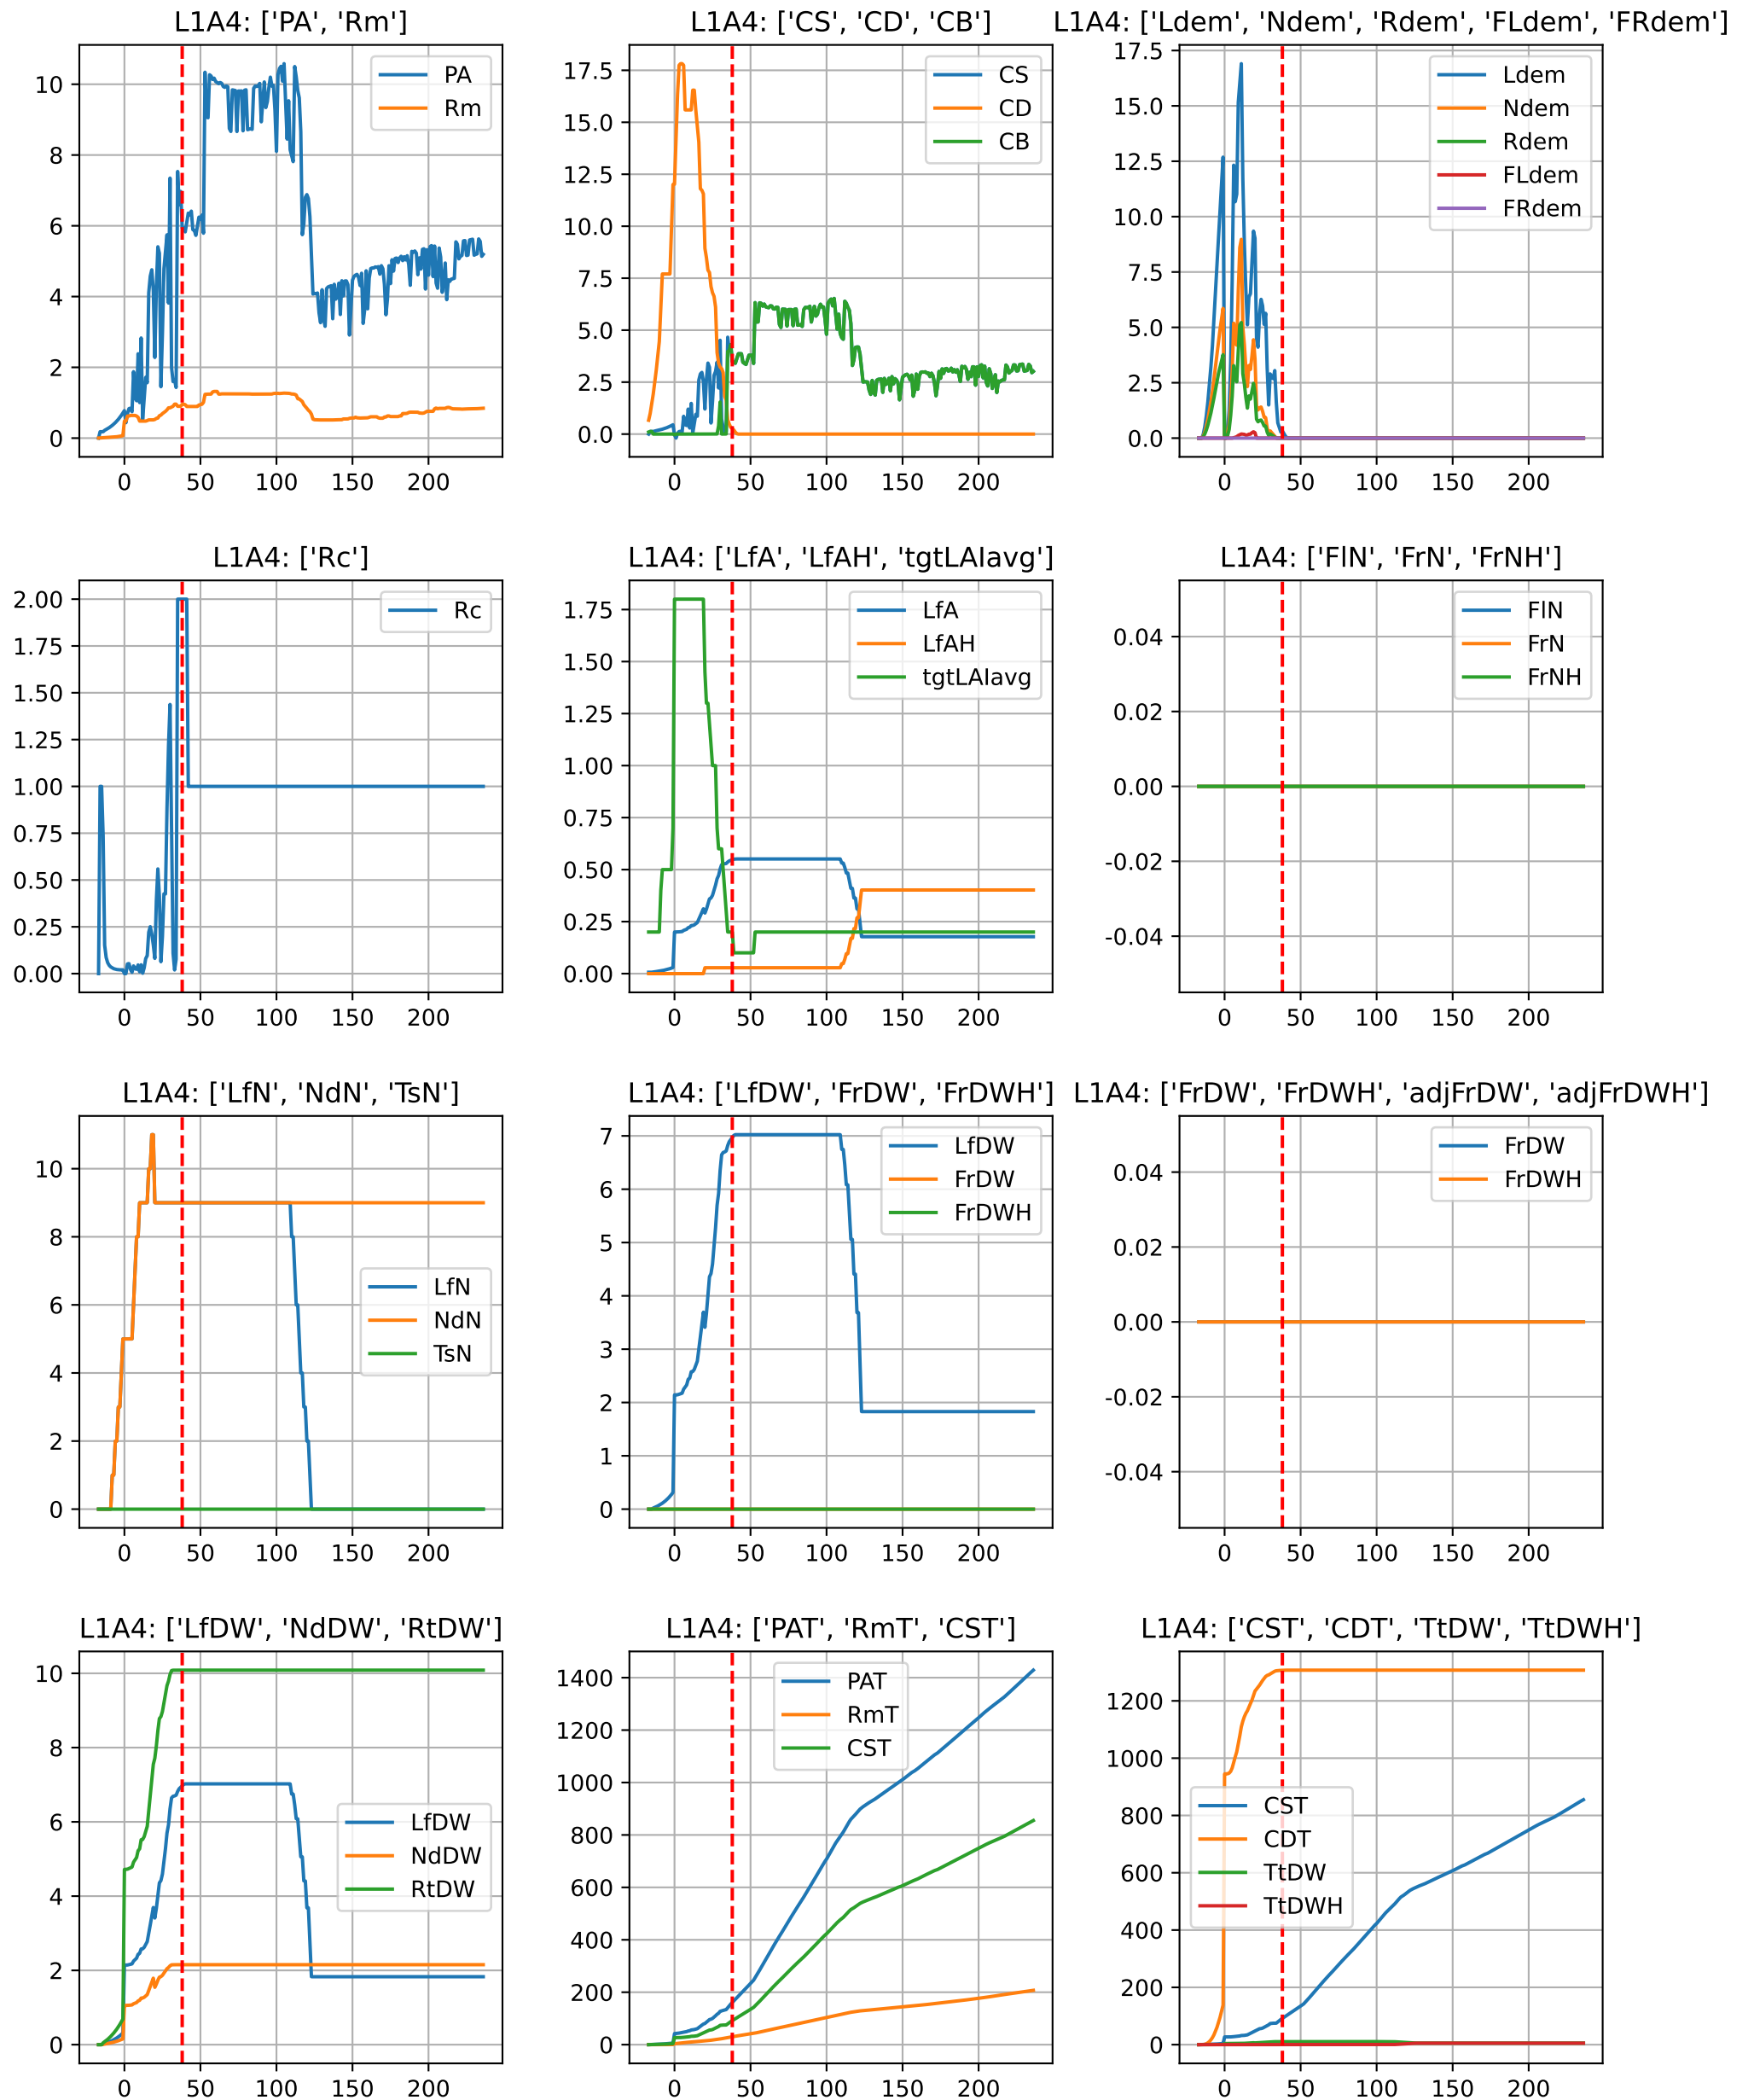 L1A4: ['PA', 'Rm']
10
8
6
4
2
0
0 50 100 150 200
PA
Rm
L1A4: ['CS', 'CD', 'CB']
17.5
15.0
12.5
10.0
7.5
5.0
2.5
0.0
0 50 100 150 200
CS
CD
CB
L1A4: ['Ldem', 'Ndem', 'Rdem', 'FLdem', 'FRdem']
17.5
15.0
12.5
10.0
7.5
5.0
2.5
0.0
0 50 100 150 200
Ldem
Ndem
Rdem
FLdem
FRdem
L1A4: ['Rc']
2.00
1.75
1.50
1.25
1.00
0.75
0.50
0.25
0.00
0 50 100 150 200
Rc
L1A4: ['LfA', 'LfAH', 'tgtLAIavg']
1.75
1.50
1.25
1.00
0.75
0.50
0.25
0.00
0 50 100 150 200
LfA
LfAH
tgtLAIavg
L1A4: ['FlN', 'FrN', 'FrNH']
0.04
0.02
0.00
-0.02
-0.04
0 50 100 150 200
FlN
FrN
FrNH
L1A4: ['LfN', 'NdN', 'TsN']
10
8
6
4
2
0
0 50 100 150 200
LfN
NdN
TsN
L1A4: ['LfDW', 'FrDW', 'FrDWH']
7
6
5
4
3
2
1
0
0 50 100 150 200
LfDW
FrDW
FrDWH
L1A4: ['FrDW', 'FrDWH', 'adjFrDW', 'adjFrDWH']
0.04
0.02
0.00
-0.02
-0.04
0 50 100 150 200
FrDW
FrDWH
L1A4: ['LfDW', 'NdDW', 'RtDW']
10
8
6
4
2
0
0 50 100 150 200
LfDW
NdDW
RtDW
L1A4: ['PAT', 'RmT', 'CST']
1400
1200
1000
800
600
400
200
0
0 50 100 150 200
PAT
RmT
CST
L1A4: ['CST', 'CDT', 'TtDW', 'TtDWH']
1200
1000
800
600
400
200
0
0 50 100 150 200
CST
CDT
TtDW
TtDWH